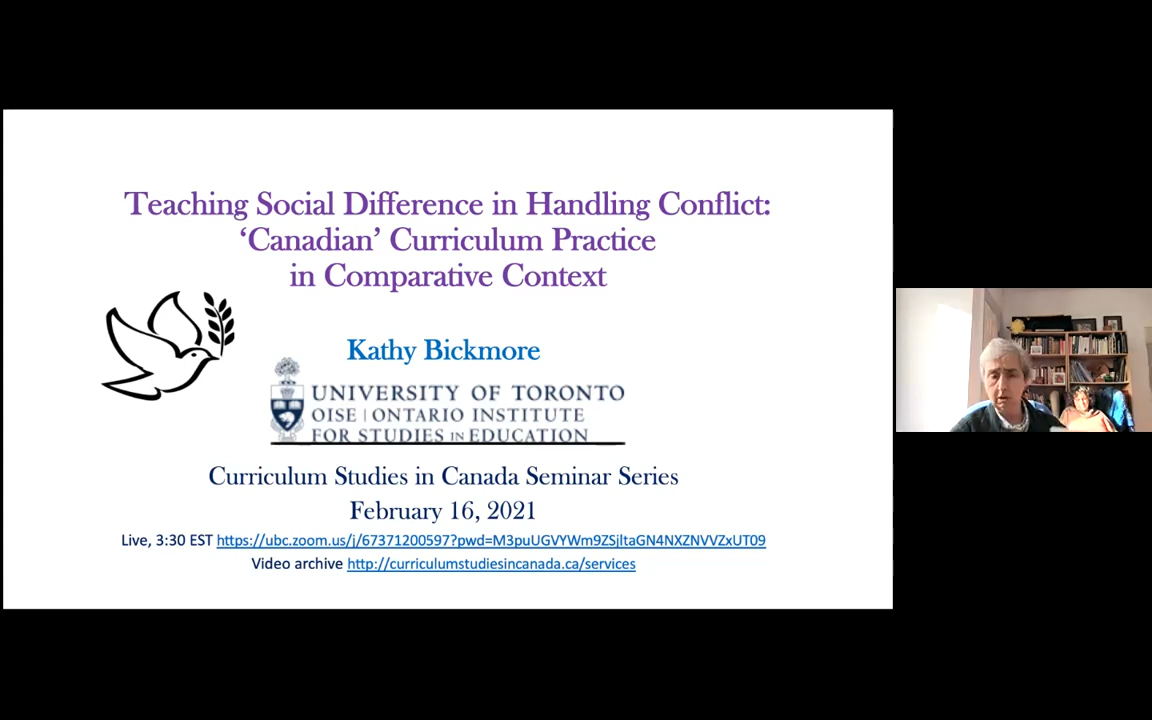 Teaching Social Difference in Handling Conflict:
‘Canadian’ Curriculum Practice
in Comparative Context
Kathy Bickmore
UNIVERSITY OF TORONTO
OISE | ONTARIO INSTITUTE
FOR STUDIES IN EDUCATION
Curriculum Studies in Canada Seminar Series
February 16, 2021
Live, 3:30 EST https://ubc.zoom.us/j/67371200597?pwd=M3puUGVYWm9ZSjltaGN4NXZNVVZxUT09
Video archive http://curriculumstudiesincanada.ca/services